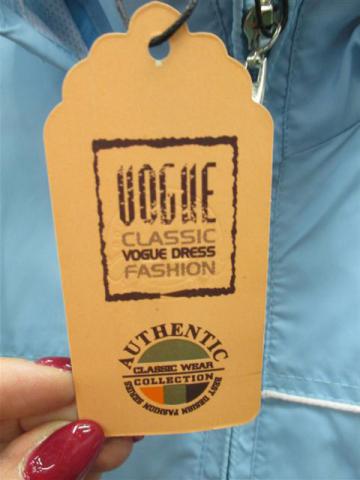 VOGUE
CLASSIC
VOGUE DRESS
FASHION
AUTHENTIC
CLASSIC WEAR
COLLECTION
BEST DESIGN FASHION SERIES